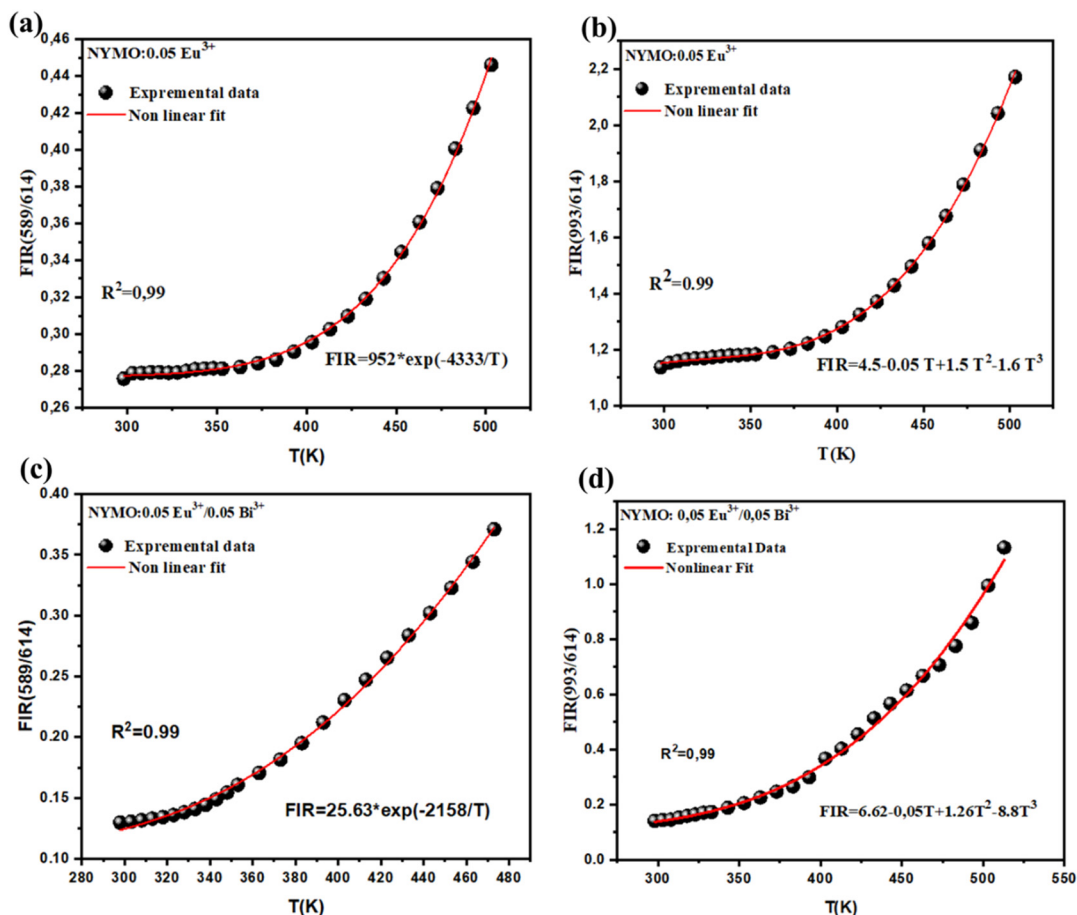 (a)
NYMO:0.05 Eu³⁺
Expremental data
Non linear fit
R²=0,99
FIR=952*exp(-4333/T)
FIR(589/614)
0,46
0,44
0,42
0,40
0,38
0,36
0,34
0,32
0,30
0,28
0,26
300 350 400 450 500
T(K)
(b)
NYMO:0.05 Eu³⁺
Expremental data
Non linear fit
R²=0.99
FIR=4.5-0.05 T+1.5 T²-1.6 T³
FIR(993/614)
2,2
2,0
1,8
1,6
1,4
1,2
1,0
300 350 400 450 500
T(K)
(c)
NYMO:0.05 Eu³⁺/0.05 Bi³⁺
Expremental data
Non linear fit
R²=0.99
FIR=25.63*exp(-2158/T)
FIR(589/614)
0.40
0.35
0.30
0.25
0.20
0.15
0.10
280 300 320 340 360 380 400 420 440 460 480
T(K)
(d)
NYMO: 0,05 Eu³⁺/0,05 Bi³⁺
Expremental Data
Nonlinear Fit
R²=0,99
FIR=6.62-0,05T+1.26T²-8.8T³
FIR(993/614)
1.2
1.0
0.8
0.6
0.4
0.2
0.0
300 350 400 450 500 550
T(K)